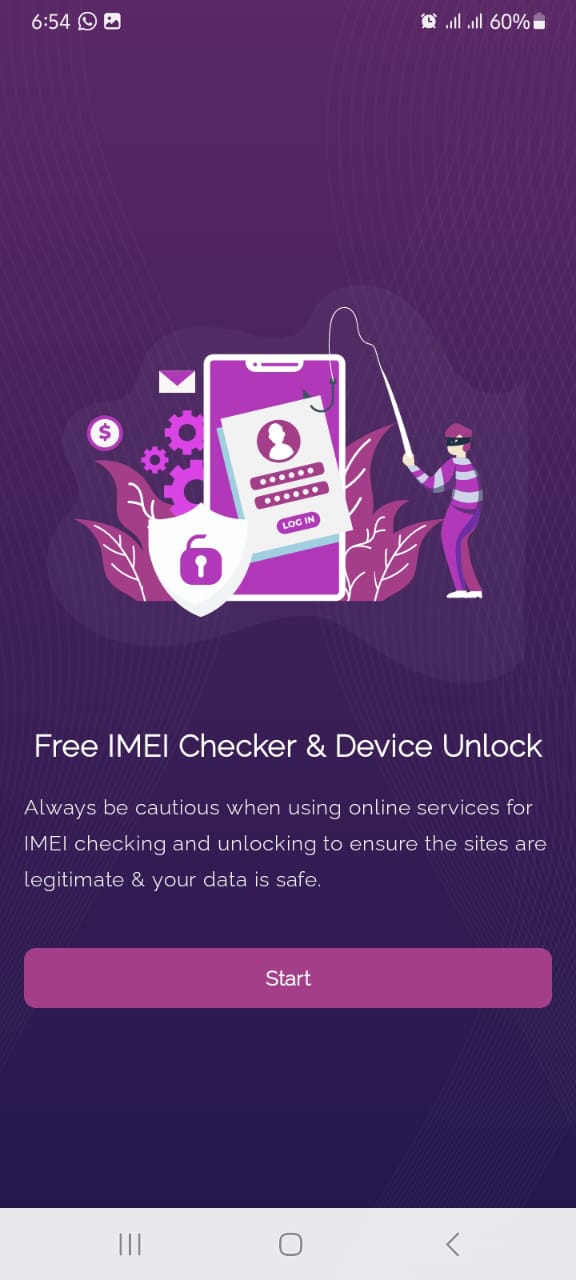 6:54 60%
$
LOG IN
Free IMEI Checker & Device Unlock
Always be cautious when using online services for
IMEI checking and unlocking to ensure the sites are
legitimate & your data is safe.
Start